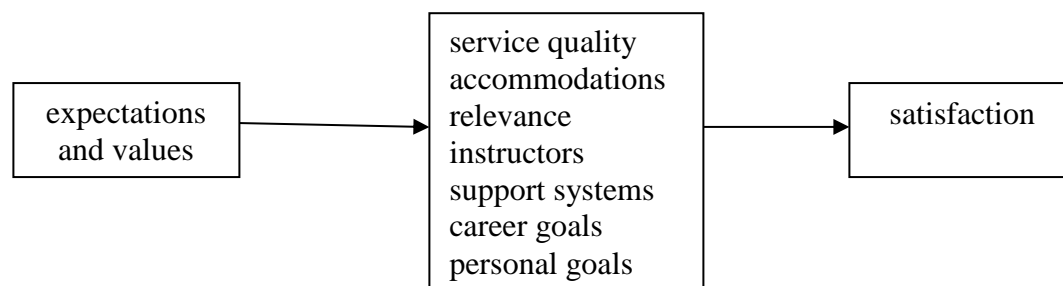 expectations
and values
service quality
accommodations
relevance
instructors
support systems
career goals
personal goals
satisfaction